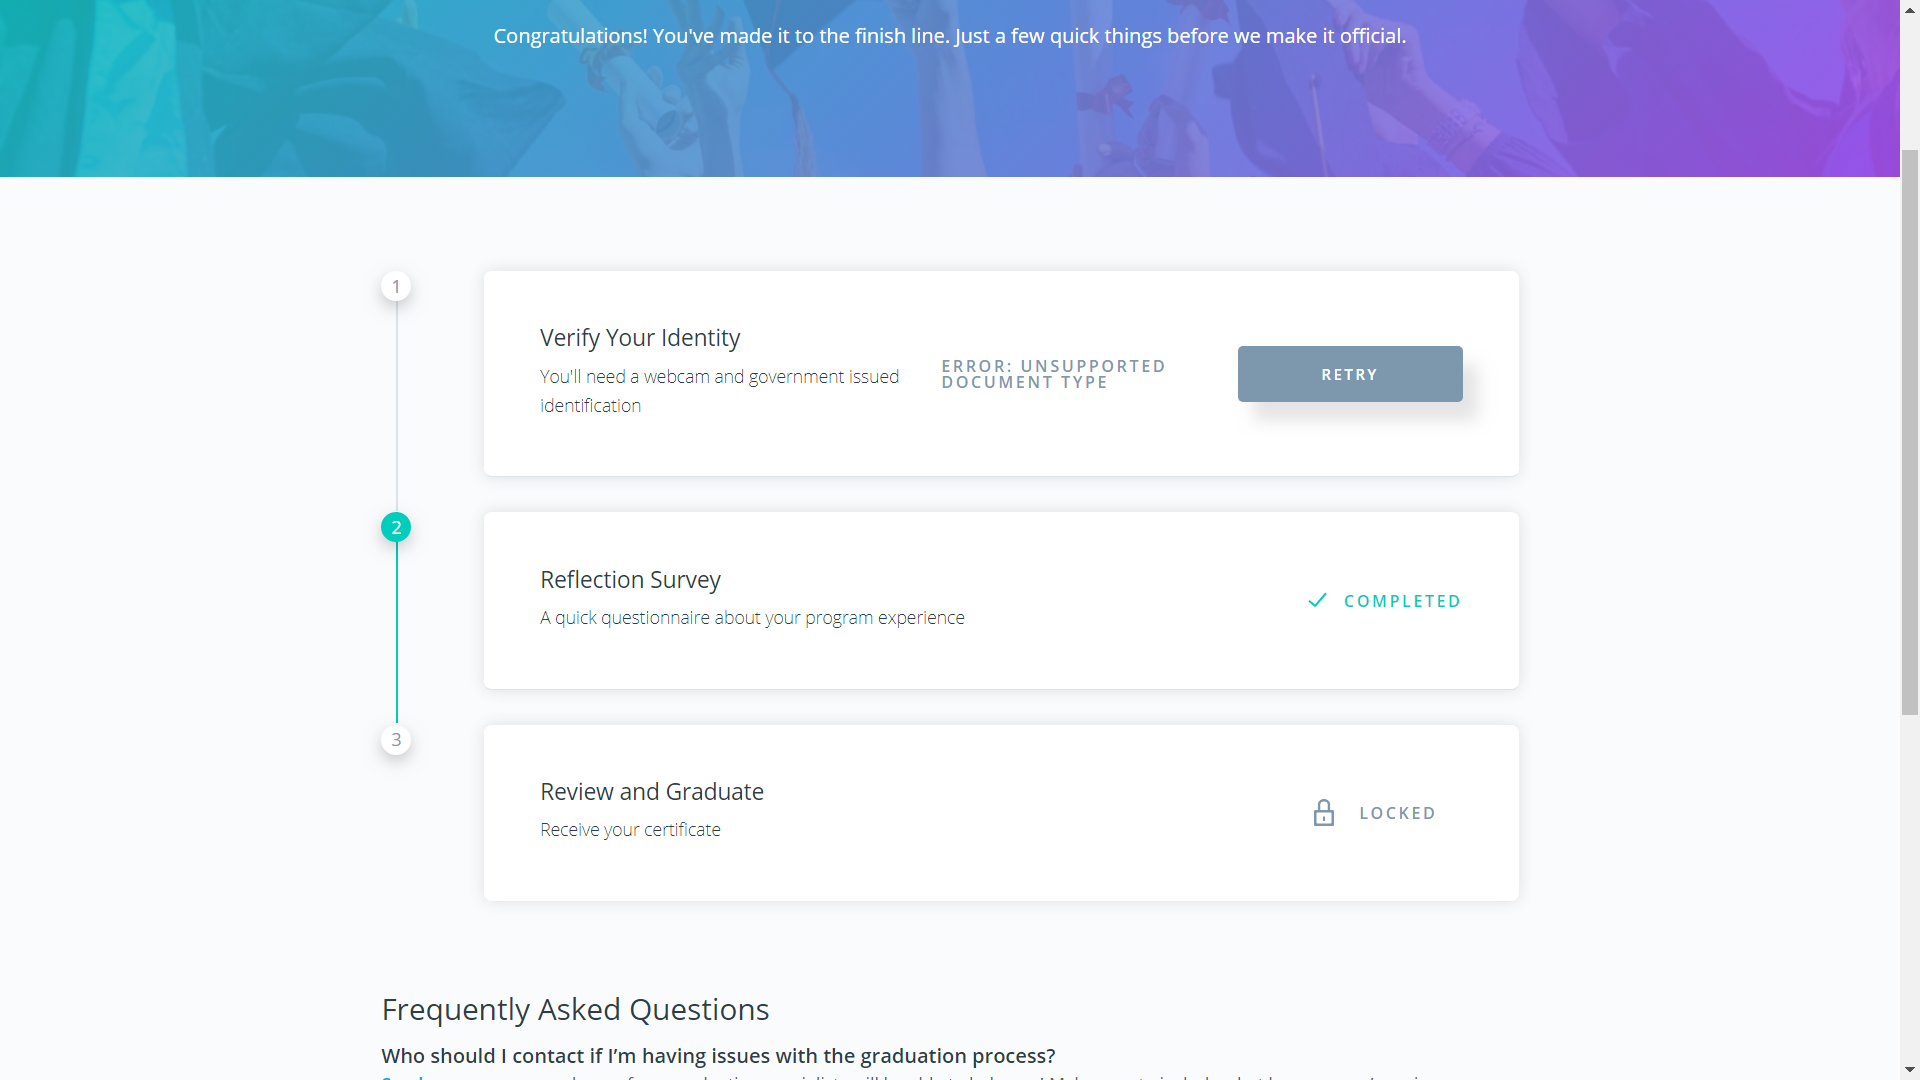 Congratulations! You've made it to the finish line. Just a few quick things before we make it official.
1
Verify Your Identity
You'll need a webcam and government issued
identification
ERROR: UNSUPPORTED
DOCUMENT TYPE
RETRY
2
Reflection Survey
A quick questionnaire about your program experience
COMPLETED
3
Review and Graduate
Receive your certificate
LOCKED
Frequently Asked Questions
Who should I contact if I’m having issues with the graduation process?